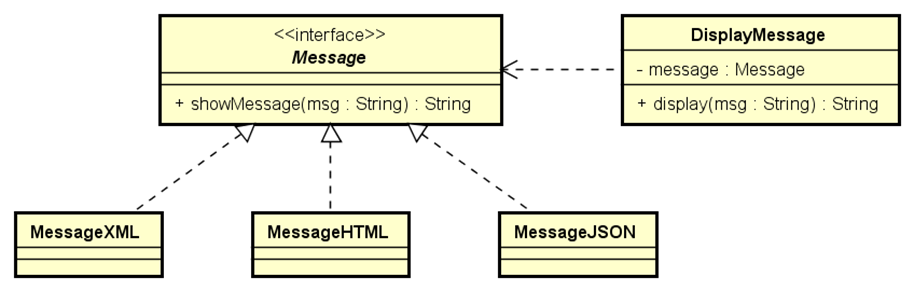 <<interface>>
Message
+ showMessage(msg : String) : String
DisplayMessage
- message : Message
+ display(msg : String) : String
MessageXML
MessageHTML
MessageJSON